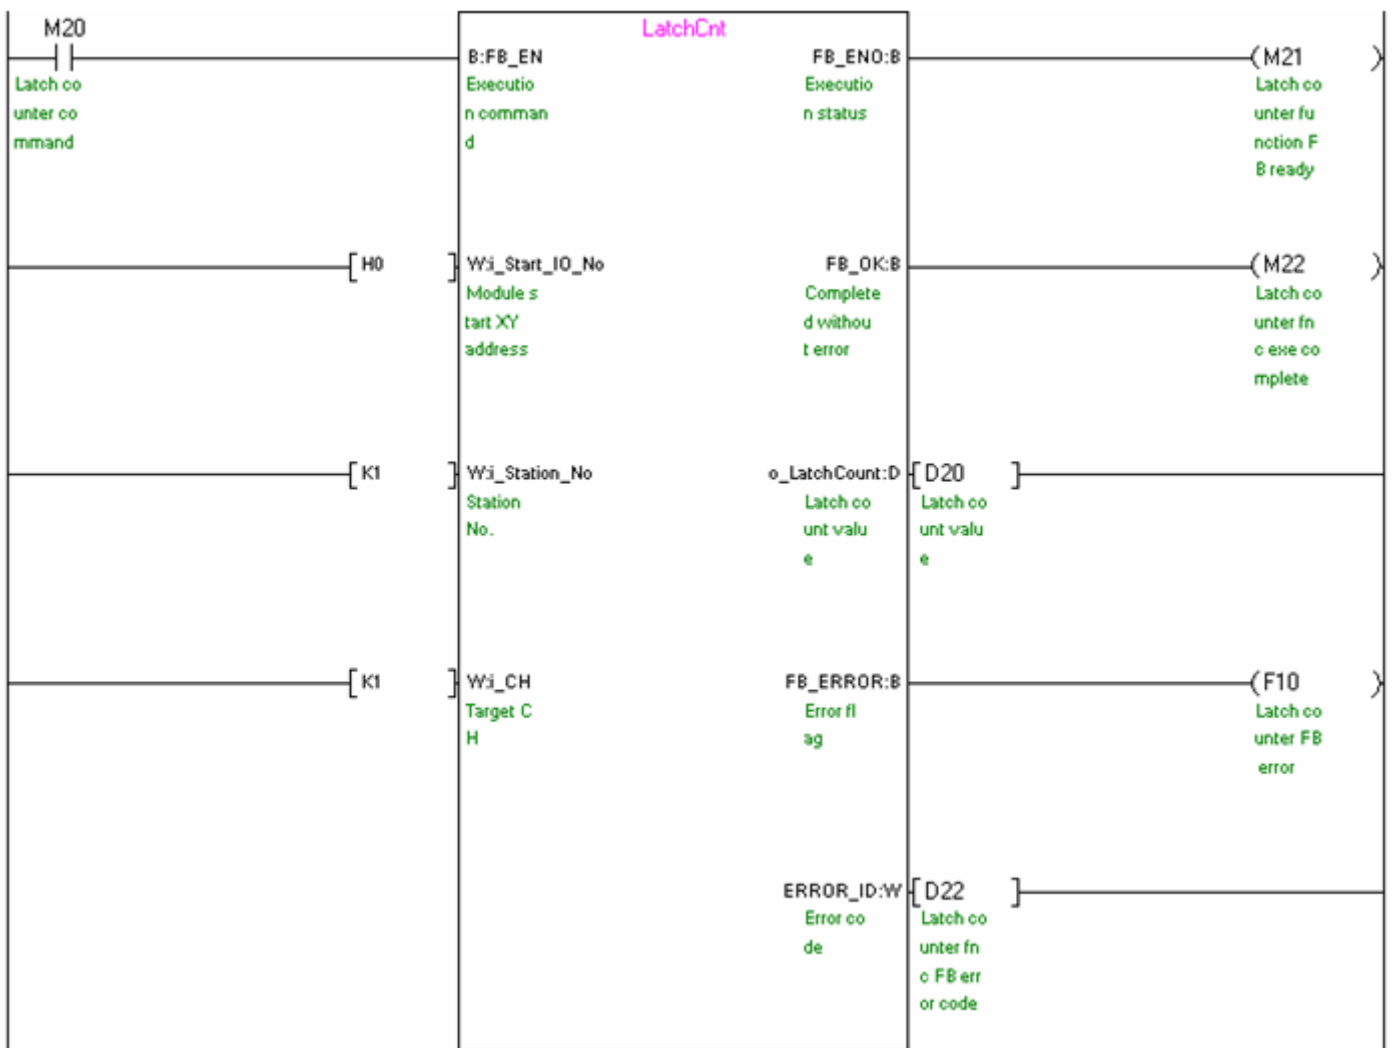 M20
LatchCnt
B:FB_EN
FB_ENO:B
(M21 )
Latch co
unter co
mmand
Executio
n comman
d
Executio
n status
Latch co
unter fu
nction F
B ready
[ H0 ]
W:i_Start_IO_No
FB_OK:B
(M22 )
Module s
tart XY
address
Complete
d withou
t error
Latch co
unter fn
c exe co
mplete
[ K1 ]
W:i_Station_No
o_LatchCount:D
[ D20 ]
Station
No.
Latch co
unt valu
e
Latch co
unt valu
e
[ K1 ]
W:i_CH
FB_ERROR:B
(F10 )
Target C
H
Error fl
ag
Latch co
unter FB
error
ERROR_ID:W
[ D22 ]
Error co
de
Latch co
unter fn
c FB err
or code